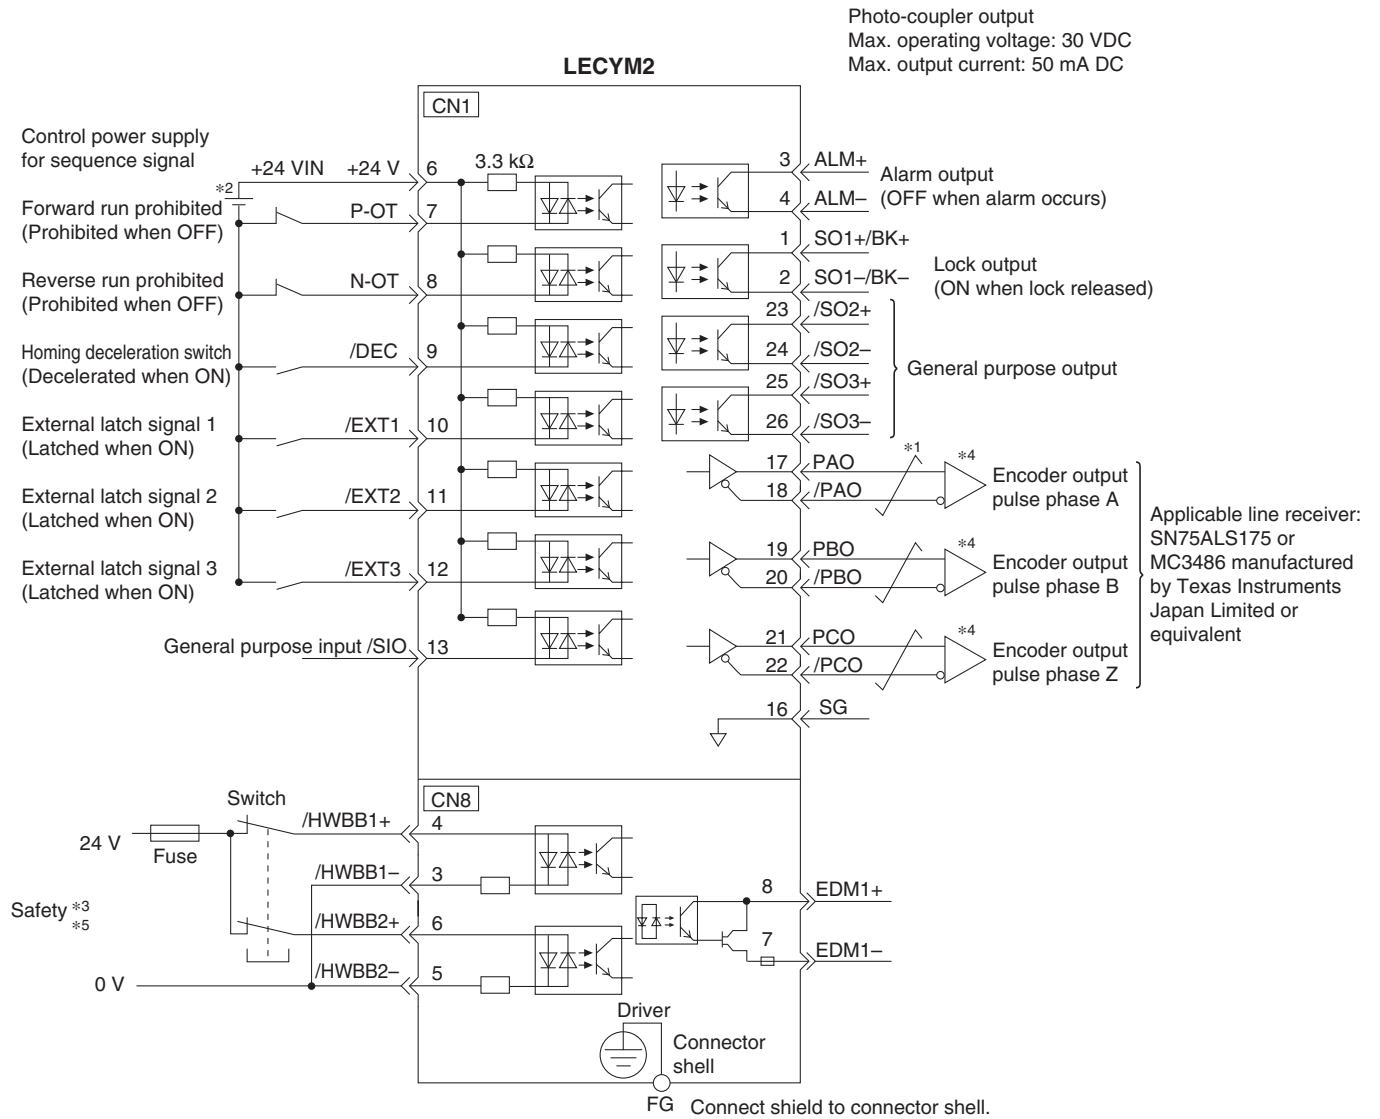 Photo-coupler output
Max. operating voltage: 30 VDC
Max. output current: 50 mA DC
LECYM2
CN1
Control power supply
for sequence signal
+24 VIN
+24 V
6
3.3 kΩ
*2
Forward run prohibited
(Prohibited when OFF)
P-OT
7
Reverse run prohibited
(Prohibited when OFF)
N-OT
8
Homing deceleration switch
(Decelerated when ON)
/DEC
9
External latch signal 1
(Latched when ON)
/EXT1
10
External latch signal 2
(Latched when ON)
/EXT2
11
External latch signal 3
(Latched when ON)
/EXT3
12
General purpose input /SIO
13
3
ALM+
4
ALM–
Alarm output
(OFF when alarm occurs)
1
SO1+/BK+
2
SO1–/BK–
Lock output
(ON when lock released)
23
/SO2+
24
/SO2–
25
/SO3+
26
/SO3–
General purpose output
17
PAO
18
/PAO
*1
*4
Encoder output
pulse phase A
19
PBO
20
/PBO
*4
Encoder output
pulse phase B
21
PCO
22
/PCO
*4
Encoder output
pulse phase Z
Applicable line receiver:
SN75ALS175 or
MC3486 manufactured
by Texas Instruments
Japan Limited or
equivalent
16
SG
CN8
Switch
24 V
Fuse
/HWBB1+
4
/HWBB1–
3
Safety *3
*5
/HWBB2+
6
/HWBB2–
5
0 V
8
EDM1+
7
EDM1–
Driver
Connector
shell
FG
Connect shield to connector shell.